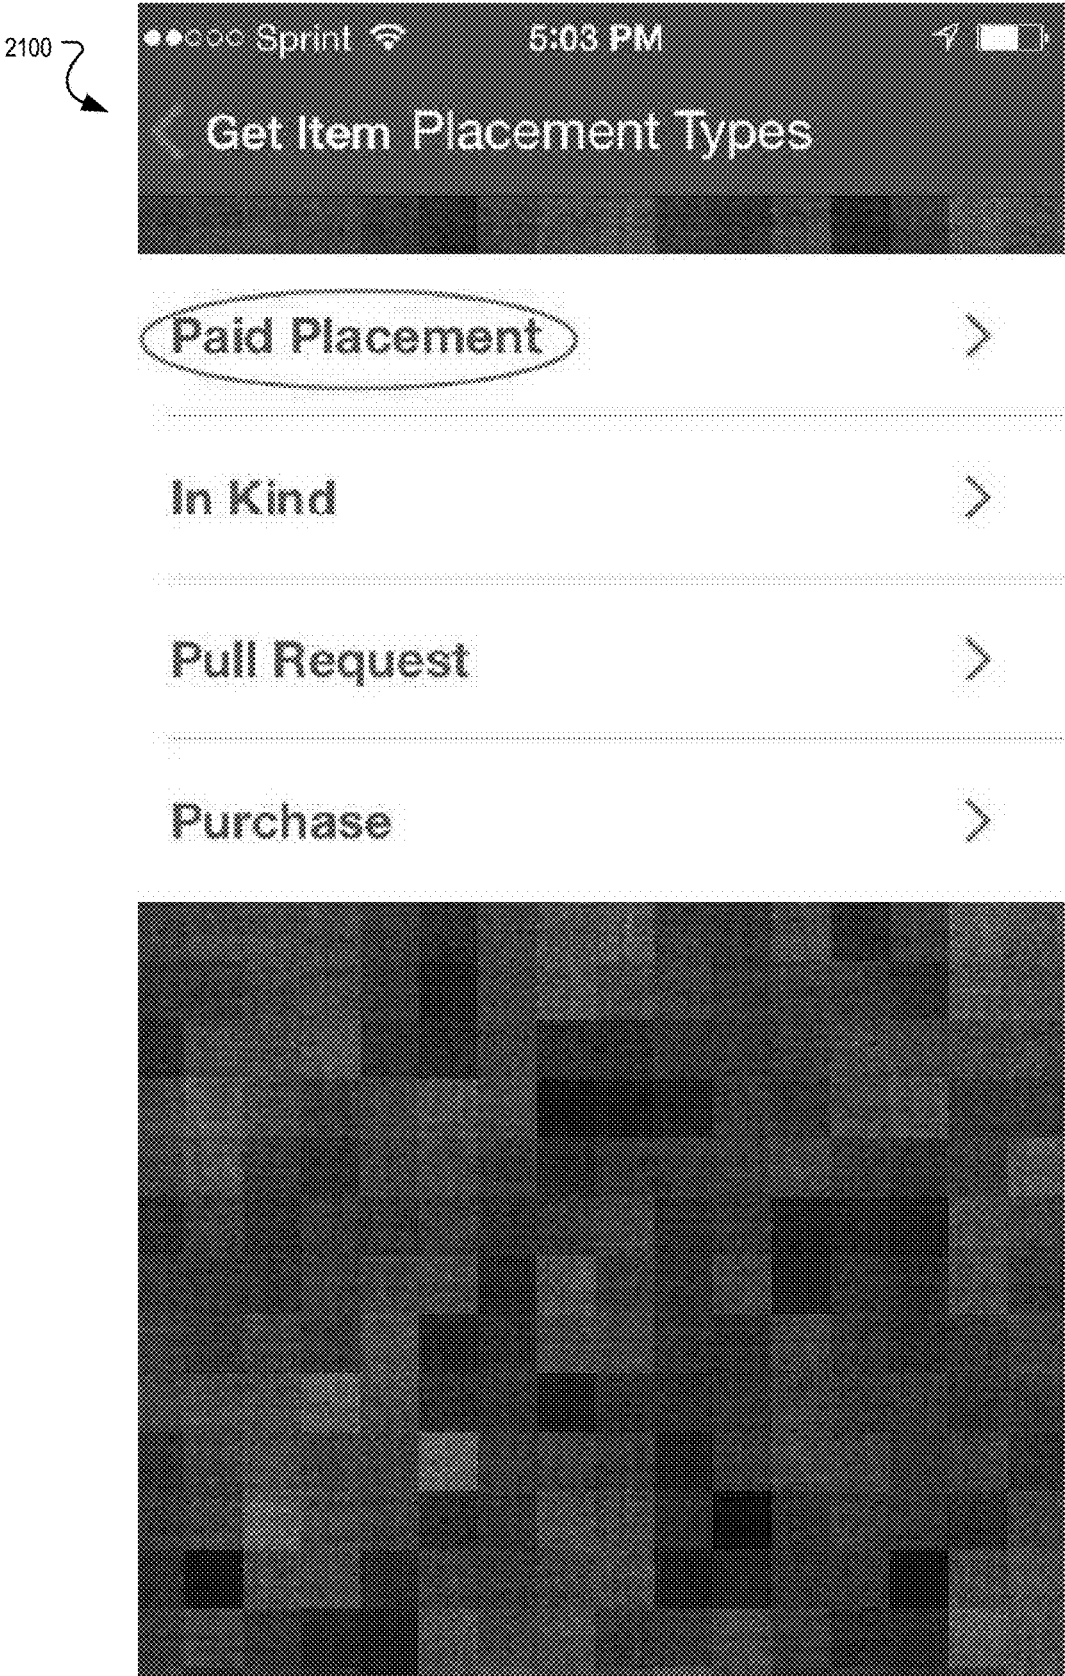 2100
Sprint 5:03 PM
Get Item Placement Types
Paid Placement
In Kind
Pull Request
Purchase